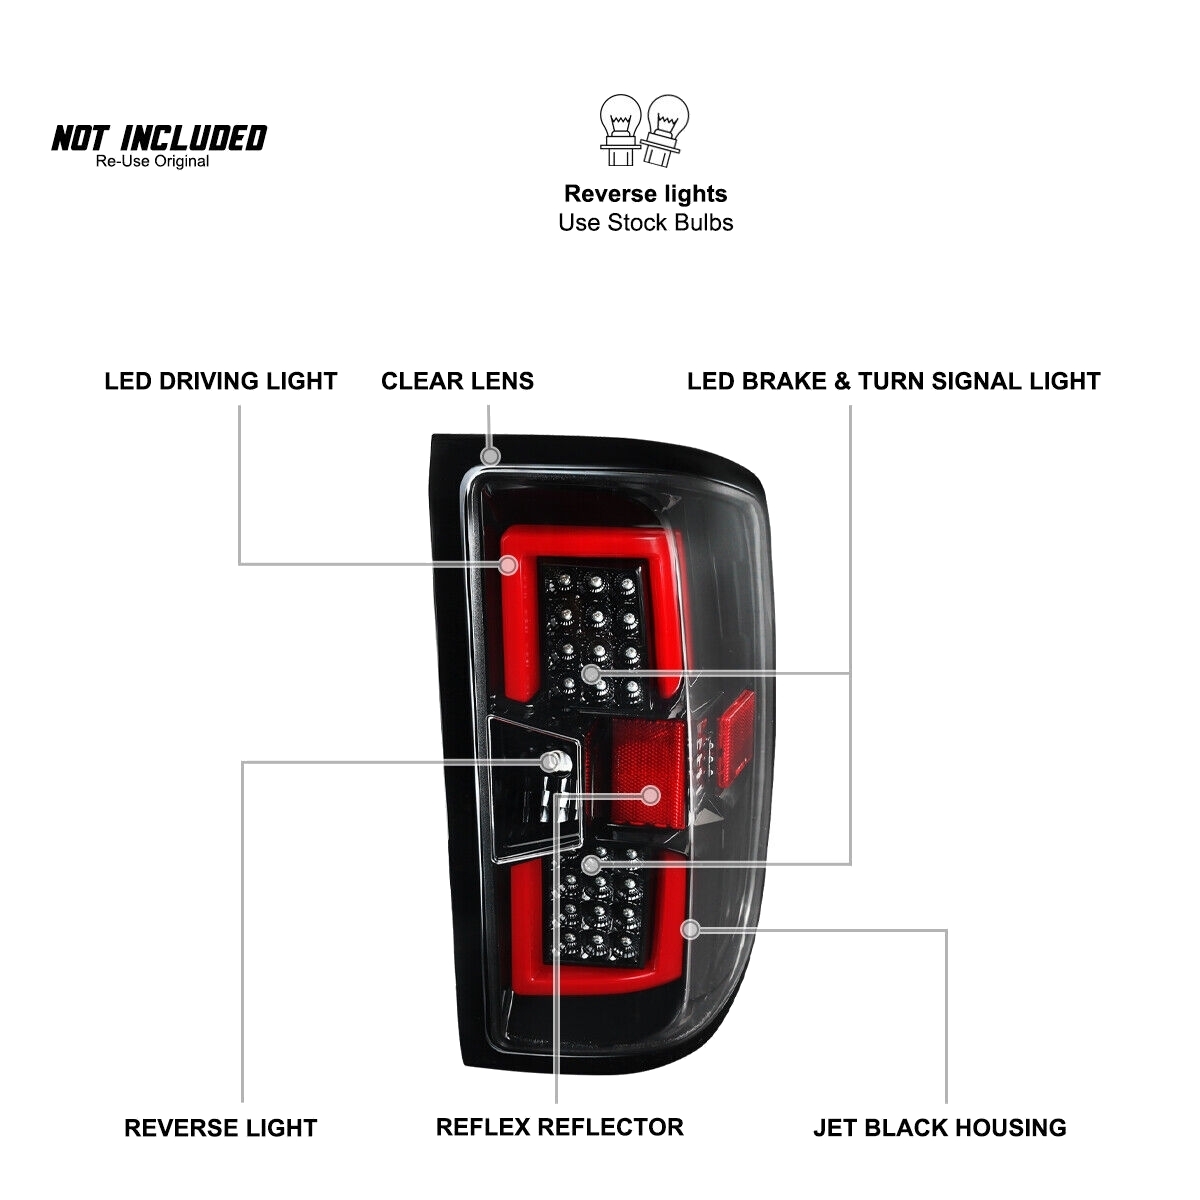 NOT INCLUDED
Re-Use Original
Reverse lights
Use Stock Bulbs
LED DRIVING LIGHT
CLEAR LENS
LED BRAKE & TURN SIGNAL LIGHT
REVERSE LIGHT
REFLEX REFLECTOR
JET BLACK HOUSING